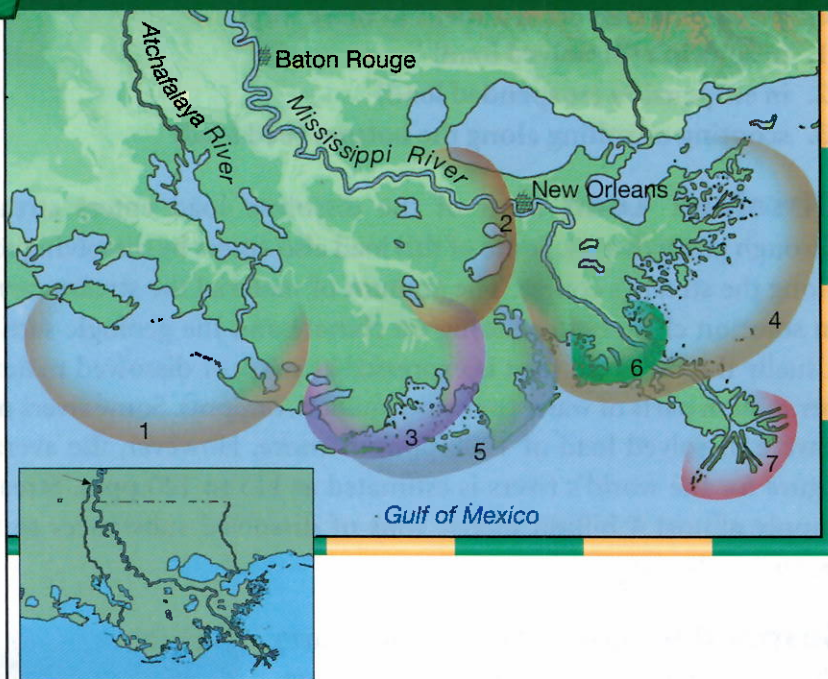 Atchafalaya River
Baton Rouge
Mississippi River
New Orleans
2
4
6
1
3
5
7
Gulf of Mexico